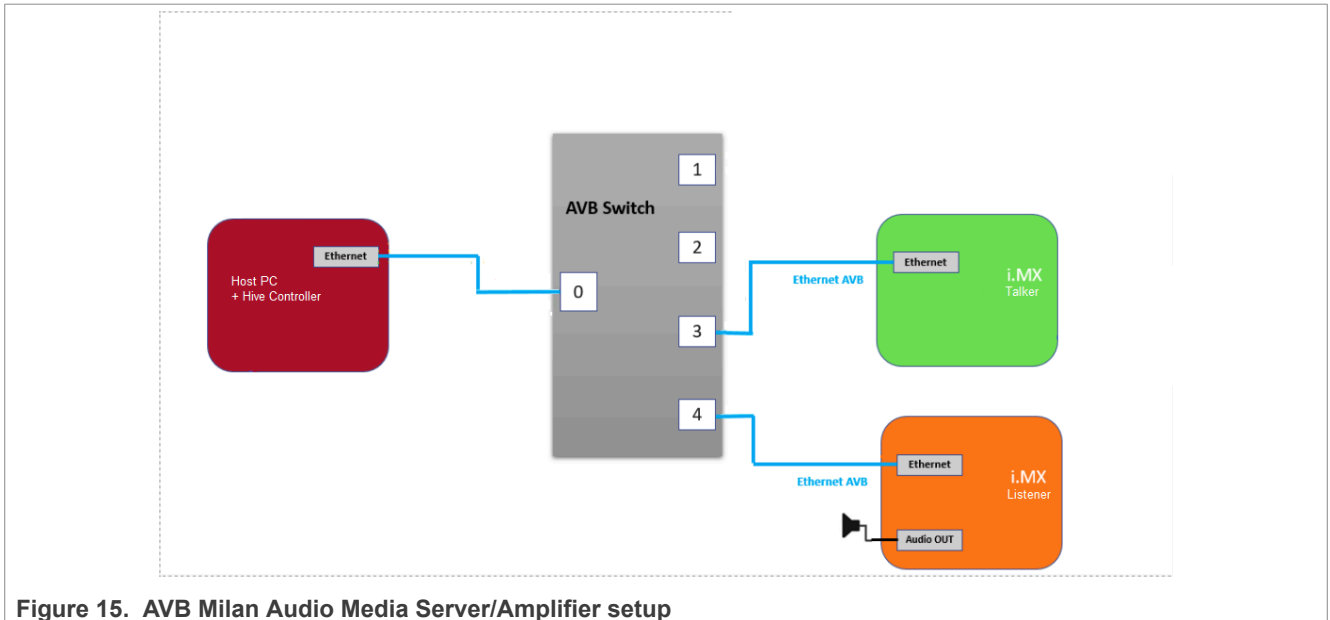 1
AVB Switch
2
Ethernet
Host PC
+ Hive Controller
0
Ethernet AVB
Ethernet
i.MX
Talker
3
4
Ethernet AVB
Ethernet
i.MX
Listener
Audio OUT
Figure 15. AVB Milan Audio Media Server/Amplifier setup